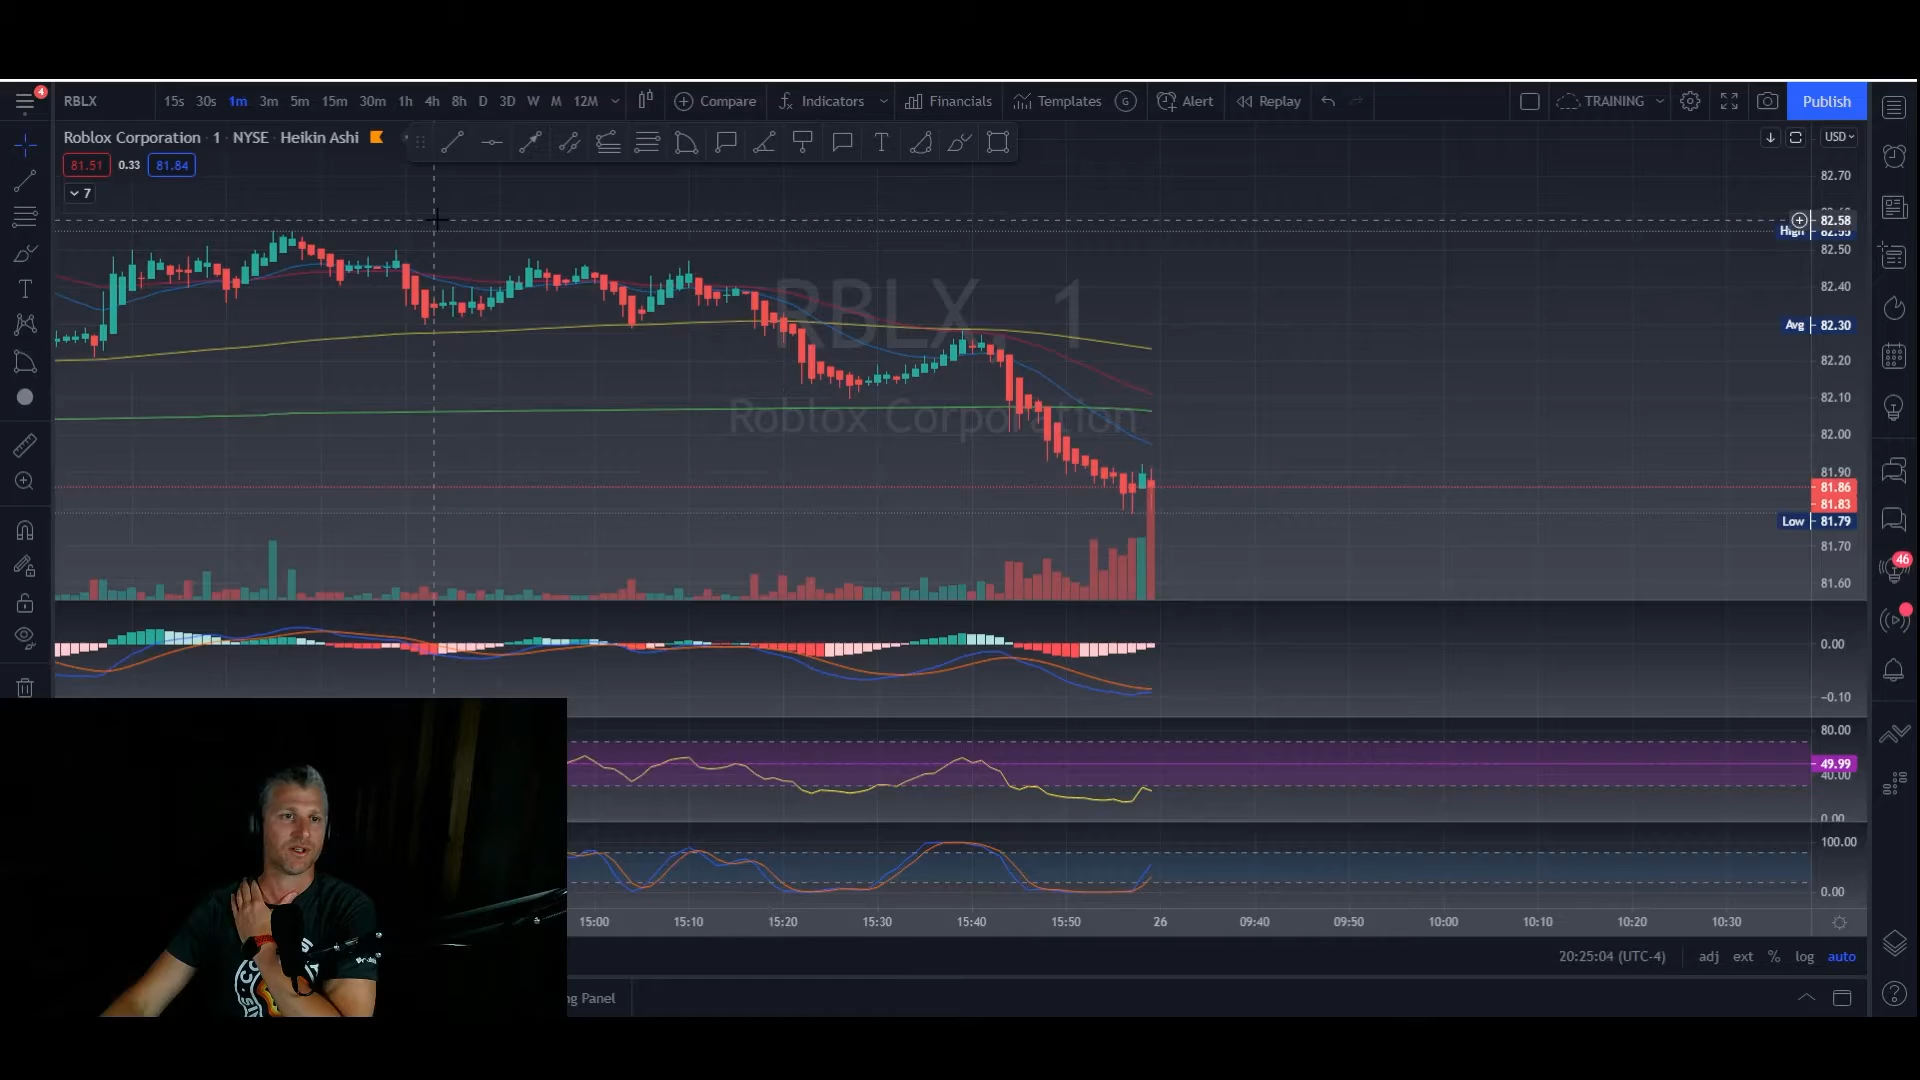 4
RBLX 15s 30s 1m 3m 5m 15m 30m 1h 4h 8h D 3D W M 12M Compare Indicators Financials Templates G Alert Replay TRAINING Publish
Roblox Corporation · 1 · NYSE · Heikin Ashi
USD
81.51 0.33 81.84
7
82.70
82.58
High
82.50
82.40
Avg 82.30
82.20
82.10
82.00
81.90
81.86
81.83
Low 81.79
81.70
81.60
RBLX, 1
Roblox Corporation
46
0.00
−0.10
80.00
49.99
40.00
0.00
100.00
0.00
15:00 15:10 15:20 15:30 15:40 15:50 26 09:40 09:50 10:00 10:10 10:20 10:30
20:25:04 (UTC-4) adj ext % log auto
ng Panel